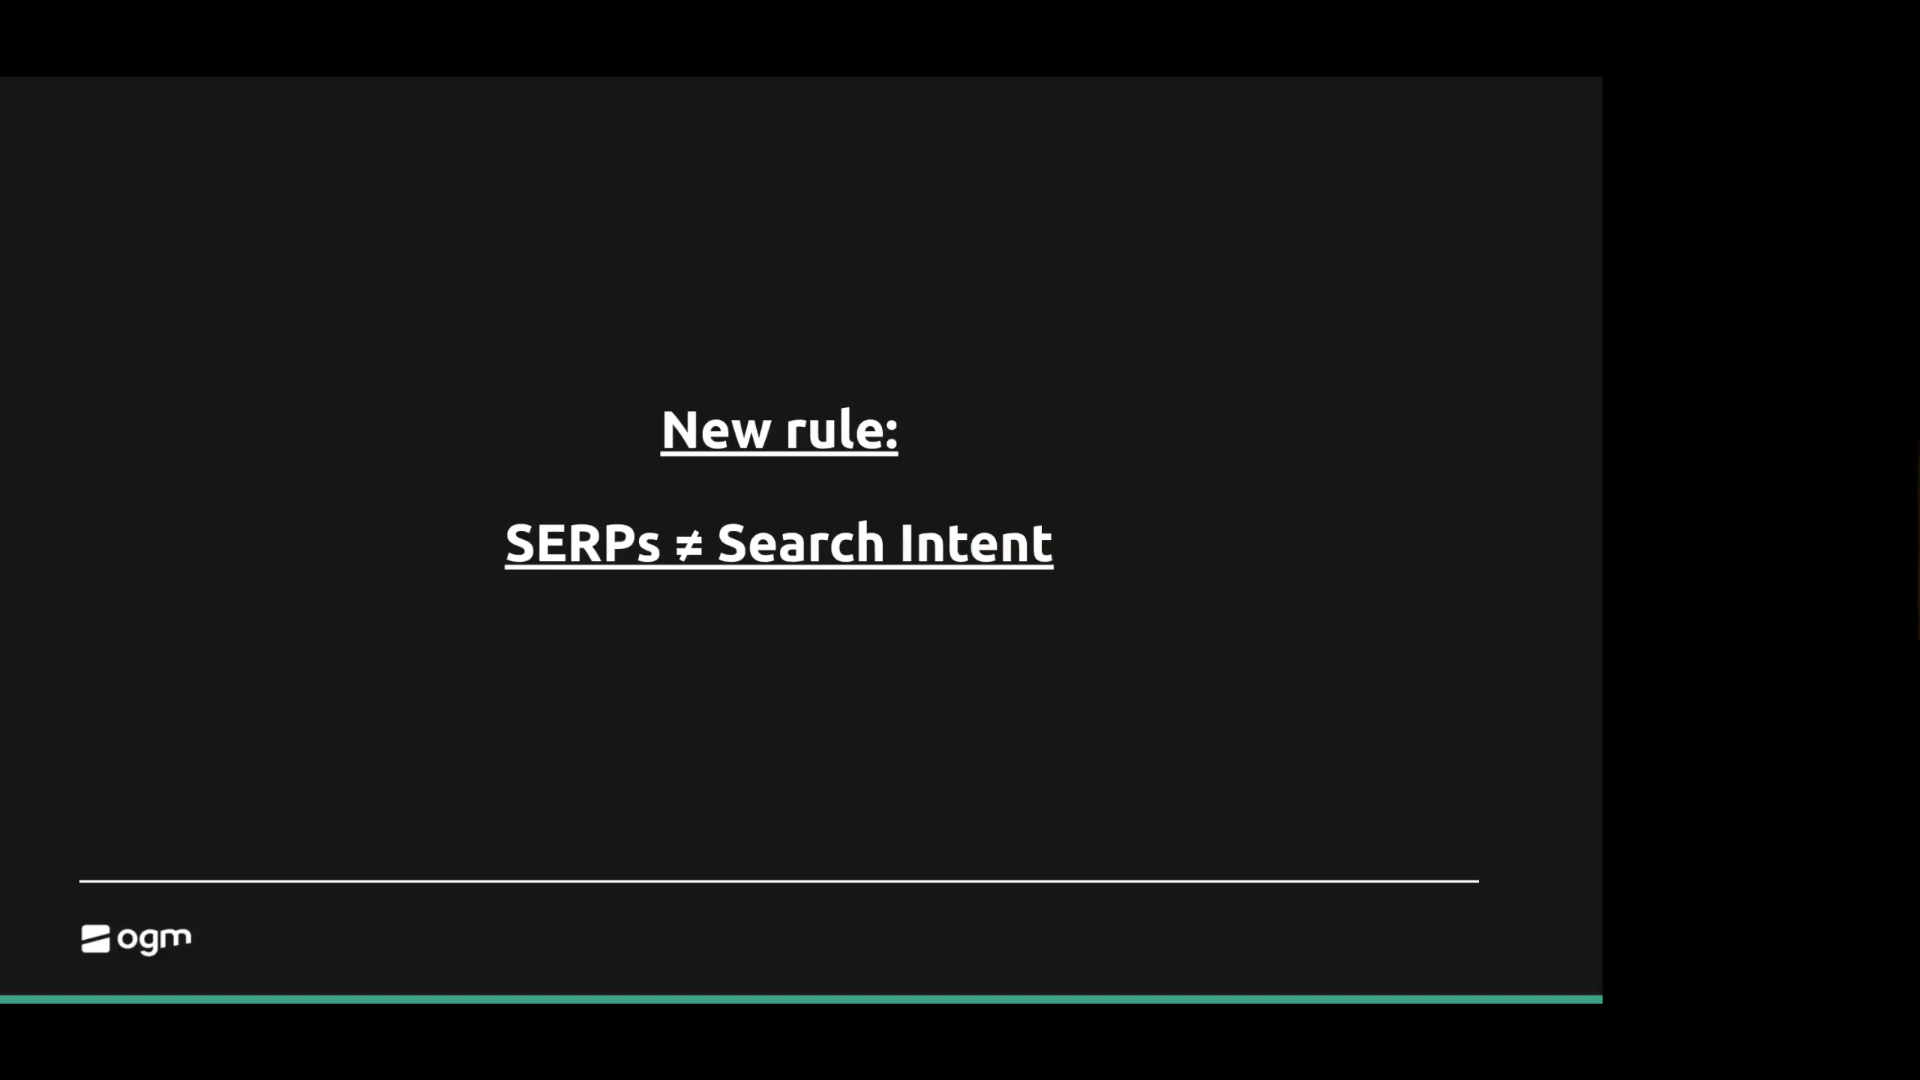 New rule:
SERPs ≠ Search Intent
ogm